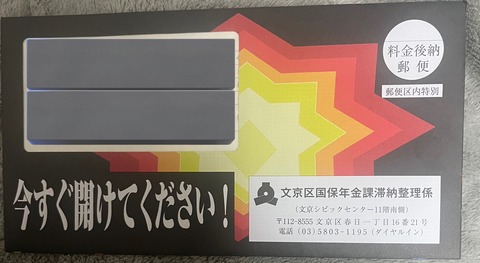 料金後納
郵便
郵便区内特別
今すぐ開けてください！
文京区国保年金課滞納整理係
（文京シビックセンター11階南側）
〒112-8555 文京区春日一丁目16番21号
電話 （03）5803-1195（ダイヤルイン）